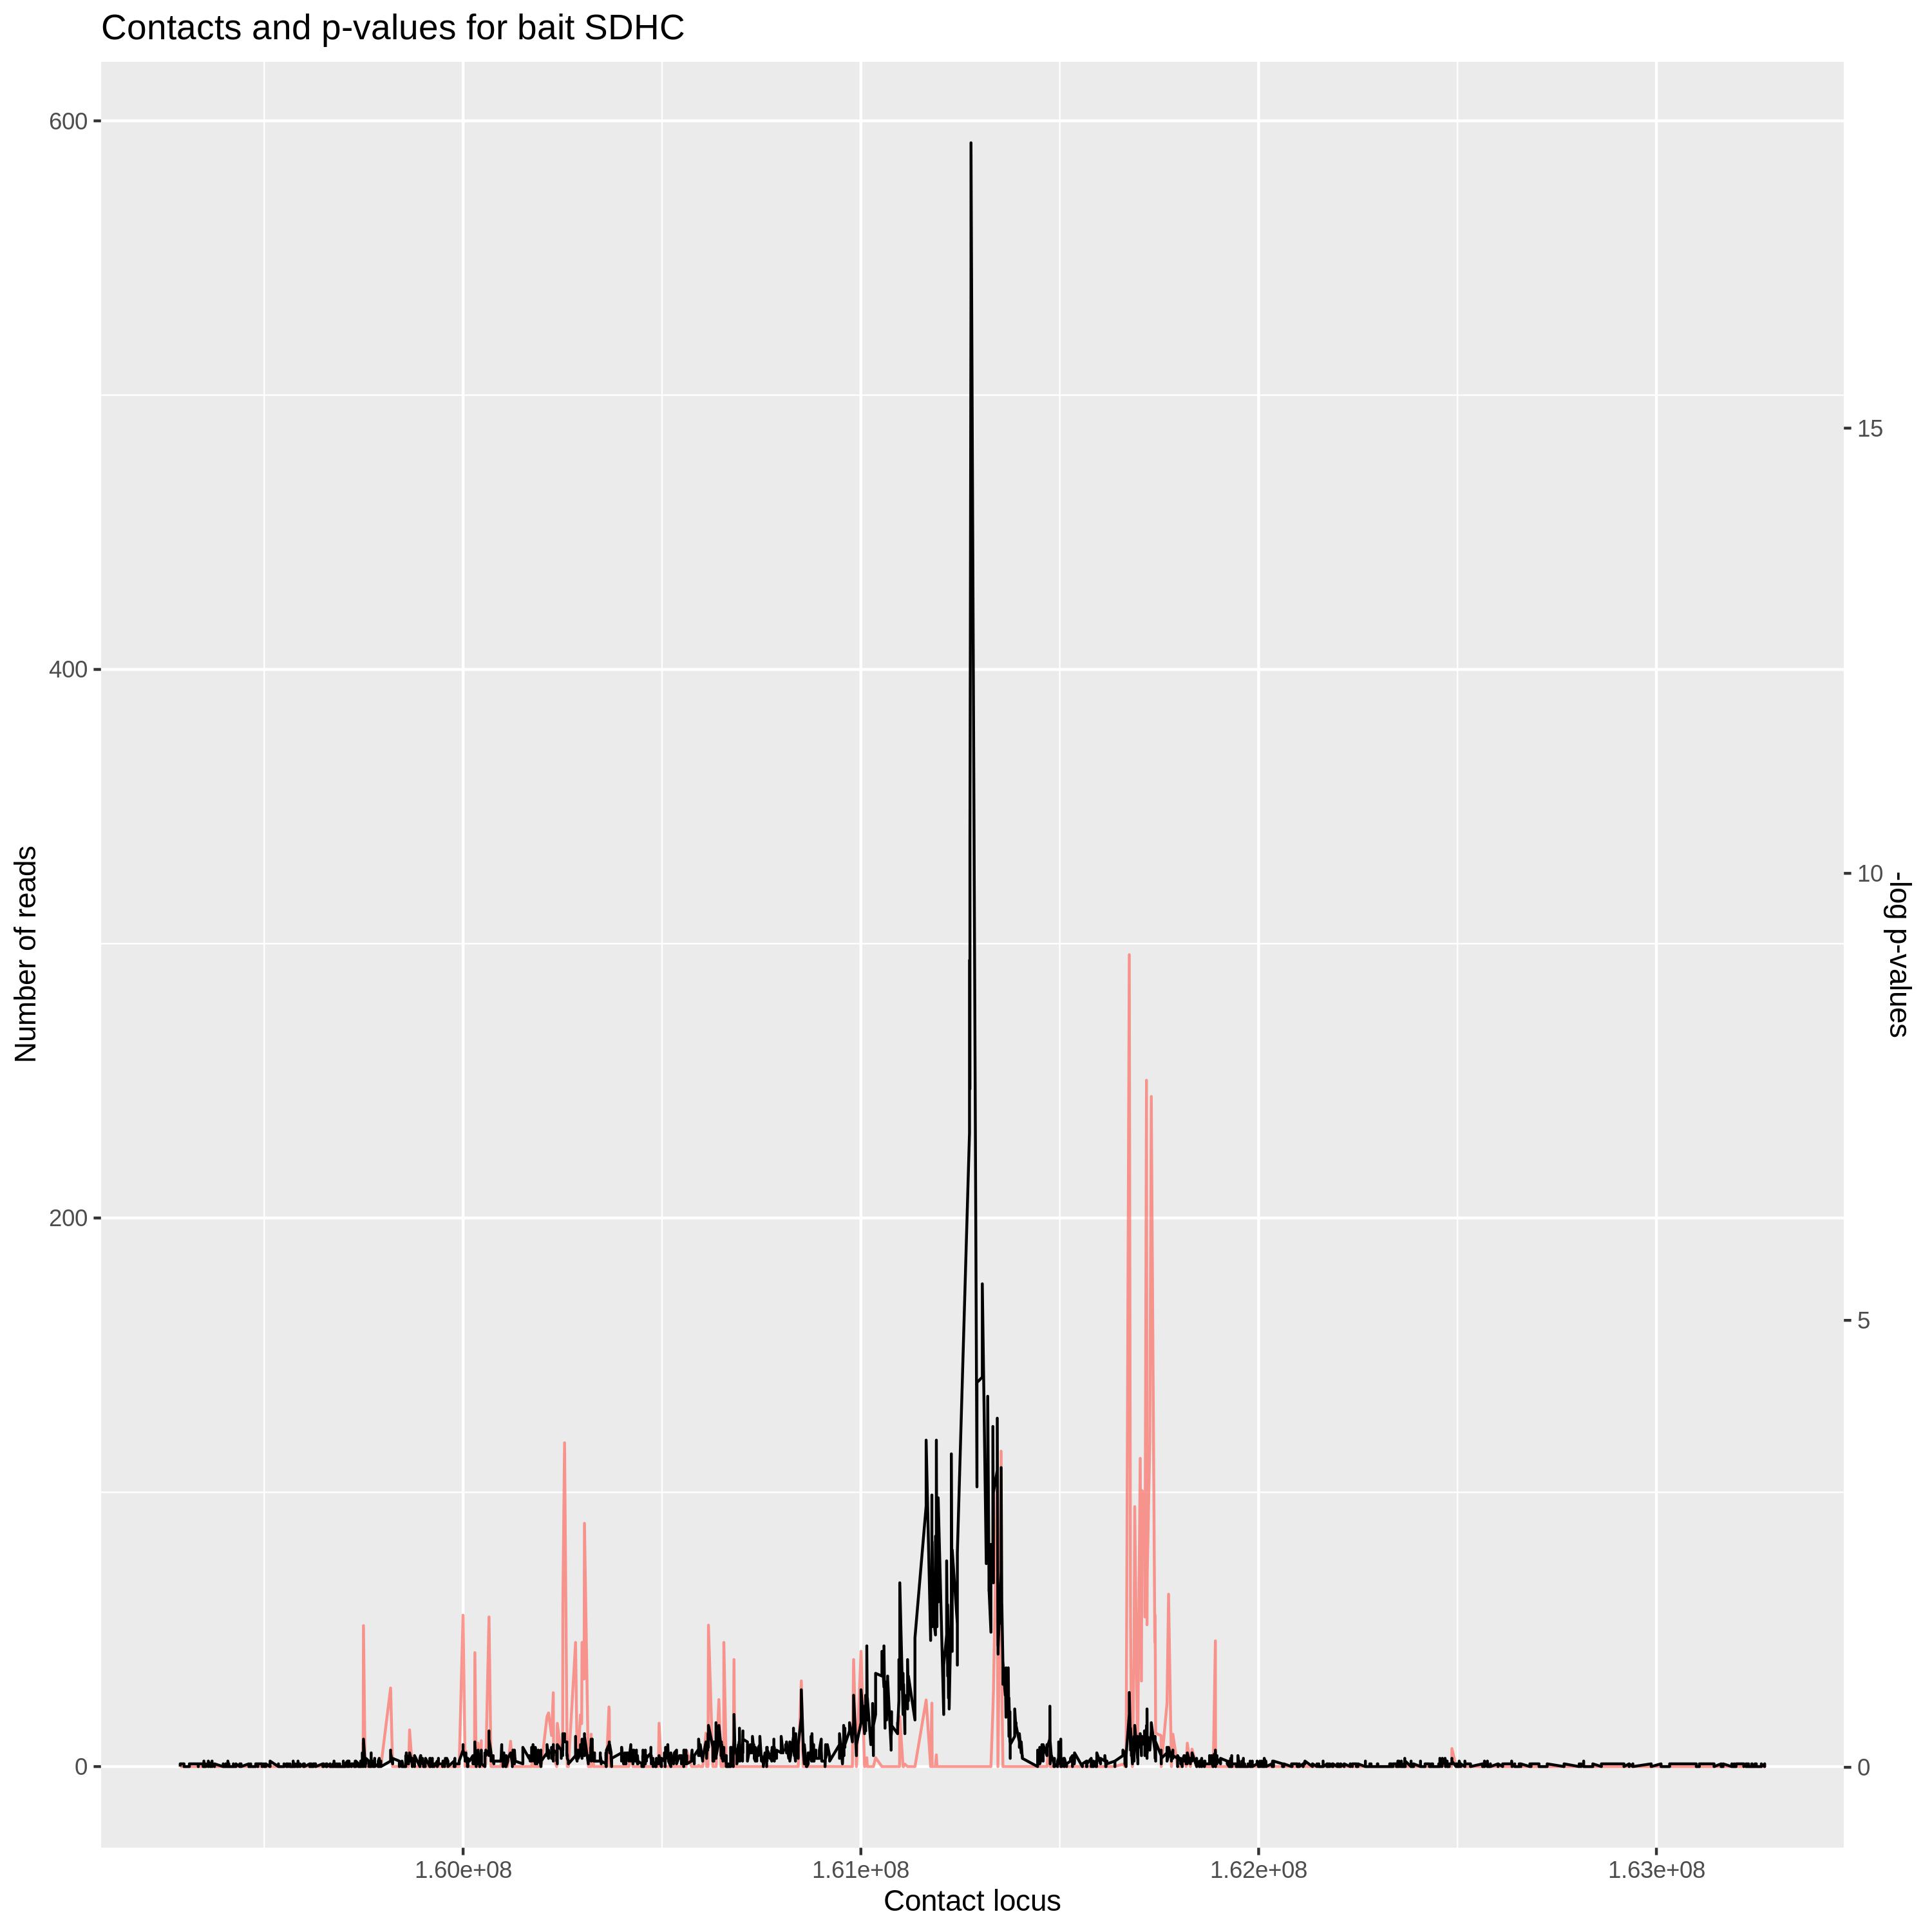 Contacts and p-values for bait SDHC
600
400
200
0
Number of reads
15
10
5
0
-log p-values
1.60e+08
1.61e+08
1.62e+08
1.63e+08
Contact locus